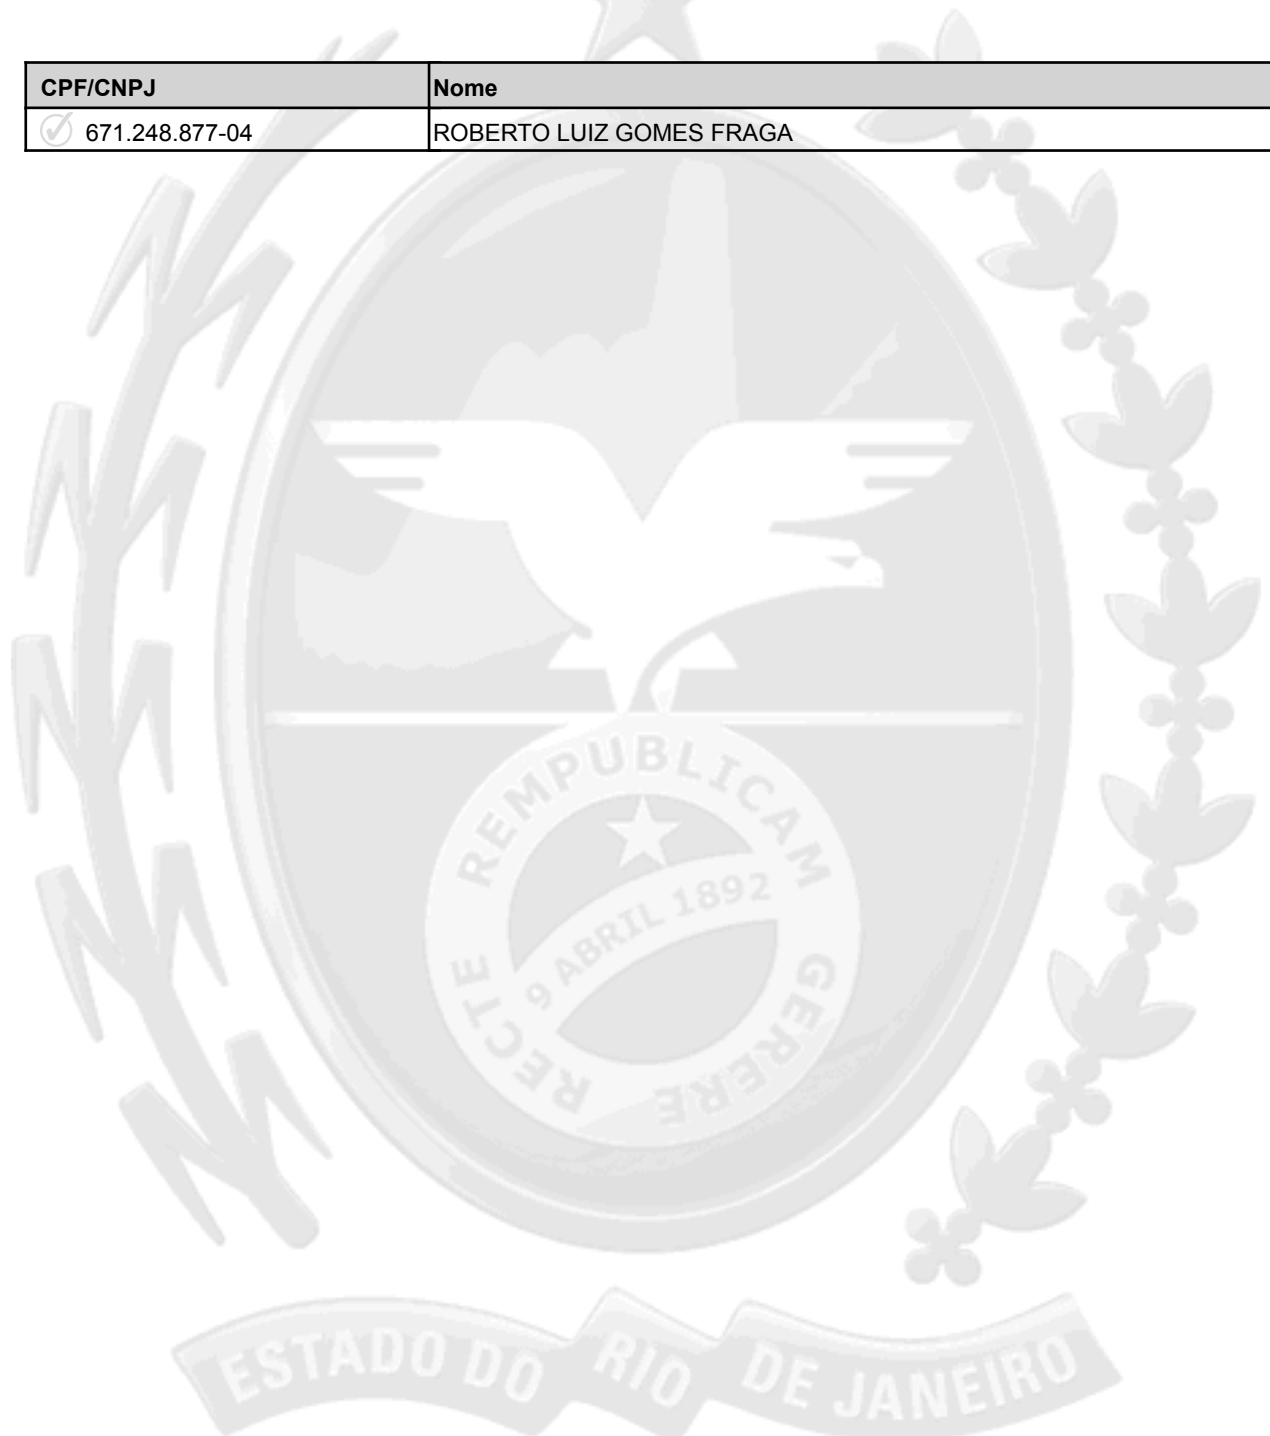 CPF/CNPJ Nome
671.248.877-04 ROBERTO LUIZ GOMES FRAGA
REMPUBLICAM
9 ABRIL 1892
RECTE GERERE
ESTADO DO RIO DE JANEIRO